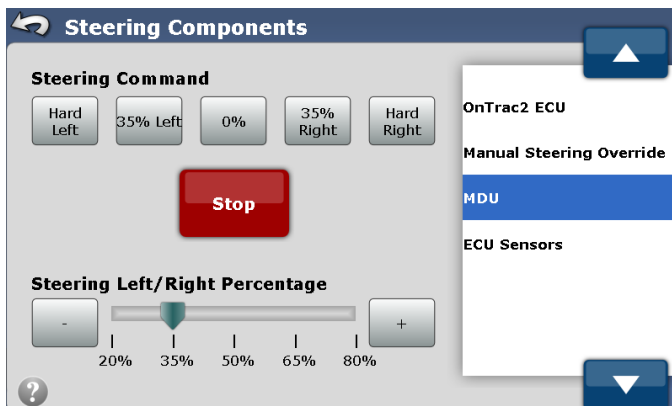 Steering Components
Steering Command
Hard
Left
35% Left
0%
35%
Right
Hard
Right
Stop
Steering Left/Right Percentage
-
+
20% 35% 50% 65% 80%
?
OnTrac2 ECU
Manual Steering Override
MDU
ECU Sensors